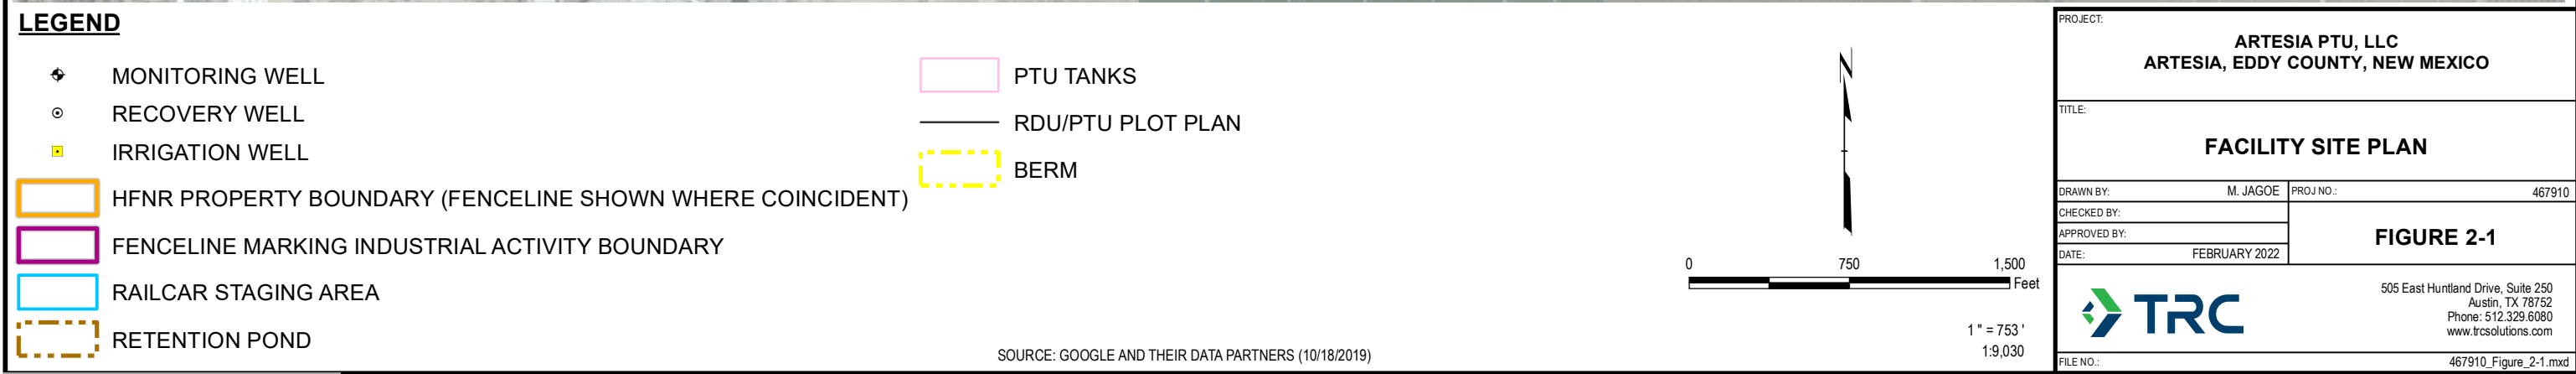 LEGEND
MONITORING WELL
RECOVERY WELL
IRRIGATION WELL
HFNR PROPERTY BOUNDARY (FENCELINE SHOWN WHERE COINCIDENT)
FENCELINE MARKING INDUSTRIAL ACTIVITY BOUNDARY
RAILCAR STAGING AREA
RETENTION POND
PTU TANKS
RDU/PTU PLOT PLAN
BERM
SOURCE: GOOGLE AND THEIR DATA PARTNERS (10/18/2019)
N
0 750 1,500
Feet
1 " = 753 '
1:9,030
PROJECT:
ARTESIA PTU, LLC
ARTESIA, EDDY COUNTY, NEW MEXICO
TITLE:
FACILITY SITE PLAN
DRAWN BY: M. JAGOE PROJ NO.: 467910
CHECKED BY:
APPROVED BY:
DATE: FEBRUARY 2022
FIGURE 2-1
TRC
505 East Huntland Drive, Suite 250
Austin, TX 78752
Phone: 512.329.6080
www.trcsolutions.com
FILE NO.: 467910_Figure_2-1.mxd